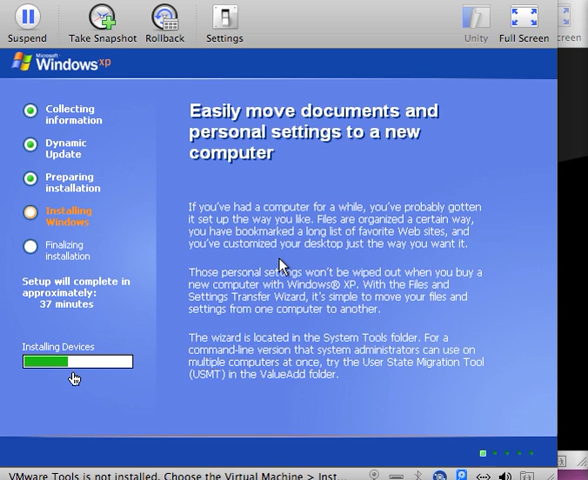 Suspend
Take Snapshot
Rollback
Settings
Unity
Full Screen
reen
Microsoft
Windows xp
Collecting
information
Dynamic
Update
Preparing
installation
Installing
Windows
Finalizing
installation
Setup will complete in
approximately:
37 minutes
Installing Devices
Easily move documents and
personal settings to a new
computer
If you've had a computer for a while, you've probably gotten
it set up the way you like. Files are organized a certain way,
you have bookmarked a long list of favorite Web sites, and
you've customized your desktop just the way you want it.
Those personal settings won't be wiped out when you buy a
new computer with Windows® XP. With the Files and
Settings Transfer Wizard, it's simple to move your files and
settings from one computer to another.
The wizard is located in the System Tools folder. For a
command-line version that system administrators can use on
multiple computers at once, try the User State Migration Tool
(USMT) in the ValueAdd folder.
VMware Tools is not installed. Choose the Virtual Machine > Inst...